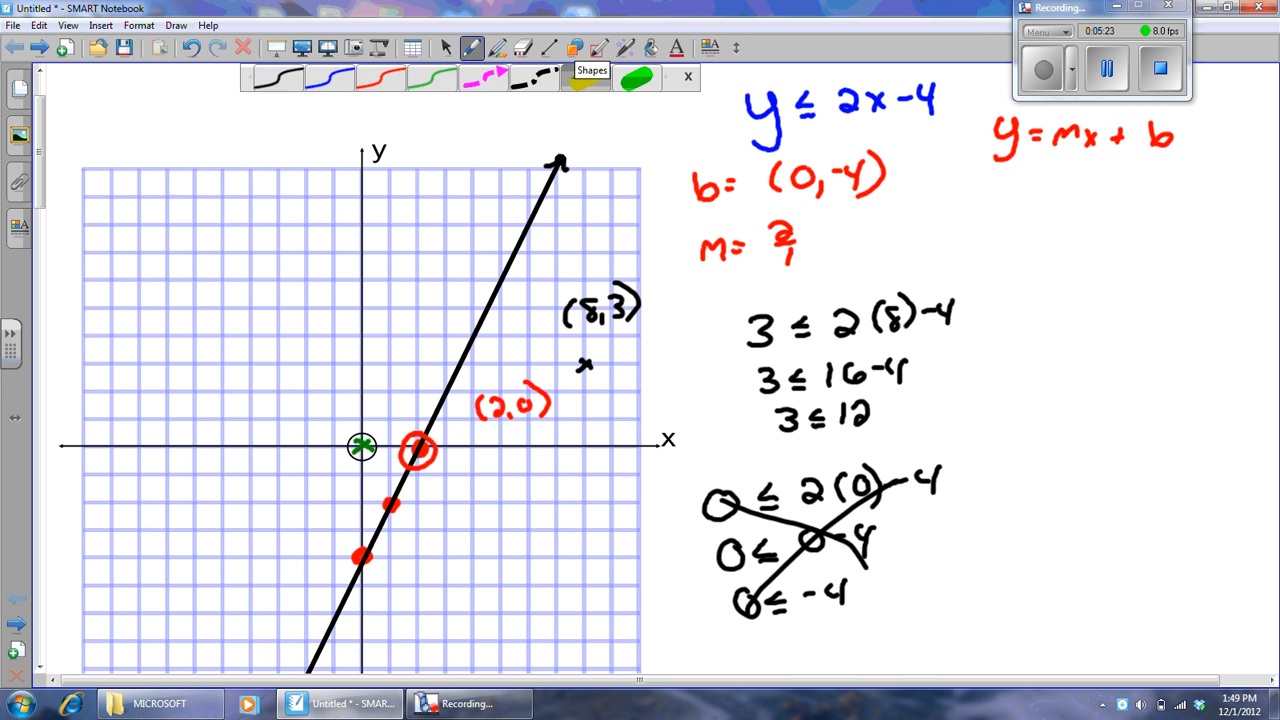 Untitled * - SMART Notebook
File Edit View Insert Format Draw Help
Recording...
Menu
0:05:23
8.0 fps
Shapes
x
y ≤ 2x-4
y = mx + b
b = (0,-4)
m = 2/1
y
(8,3)
x
(2,0)
x
3 ≤ 2(8)-4
3 ≤ 16-4
3 ≤ 12
0 ≤ 2(0)-4
0 ≤ 0-4
0 ≤ -4
MICROSOFT
Untitled * - SMAR...
Recording...
1:49 PM
12/1/2012